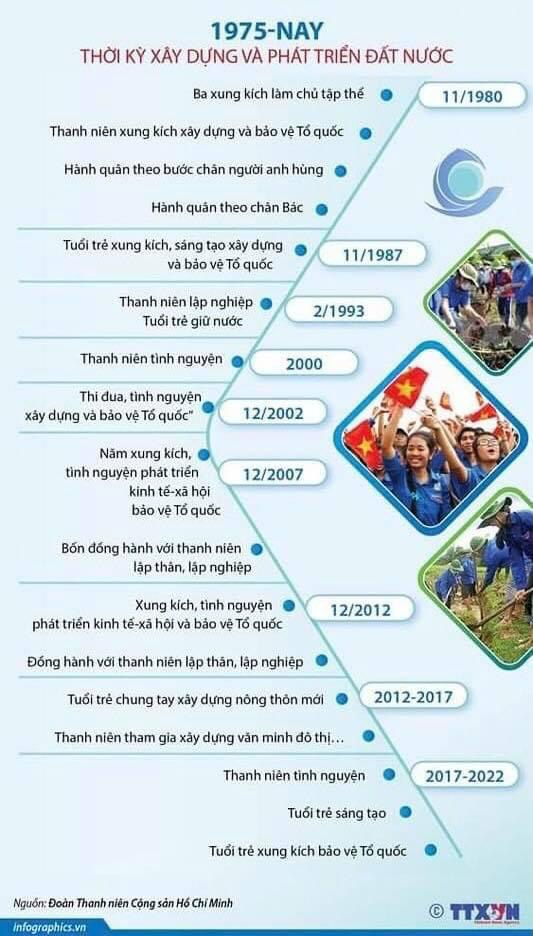 1975-NAY
THỜI KỲ XÂY DỰNG VÀ PHÁT TRIỂN ĐẤT NƯỚC
Ba xung kích làm chủ tập thể
11/1980
Thanh niên xung kích xây dựng và bảo vệ Tổ quốc
Hành quân theo bước chân người anh hùng
Hành quân theo chân Bác
Tuổi trẻ xung kích, sáng tạo xây dựng
và bảo vệ Tổ quốc
11/1987
Thanh niên lập nghiệp
Tuổi trẻ giữ nước
2/1993
Thanh niên tình nguyện
2000
Thi đua, tình nguyện
xây dựng và bảo vệ Tổ quốc"
12/2002
Năm xung kích,
tình nguyện phát triển
kinh tế-xã hội
bảo vệ Tổ quốc
12/2007
Bốn đồng hành với thanh niên
lập thân, lập nghiệp
Xung kích, tình nguyện
phát triển kinh tế-xã hội và bảo vệ Tổ quốc
12/2012
Đồng hành với thanh niên lập thân, lập nghiệp
Tuổi trẻ chung tay xây dựng nông thôn mới
2012-2017
Thanh niên tham gia xây dựng văn minh đô thị...
Thanh niên tình nguyện
2017-2022
Tuổi trẻ sáng tạo
Tuổi trẻ xung kích bảo vệ Tổ quốc
Nguồn: Đoàn Thanh niên Cộng sản Hồ Chí Minh
© TTXVN
Vietnam News Agency
infographics.vn